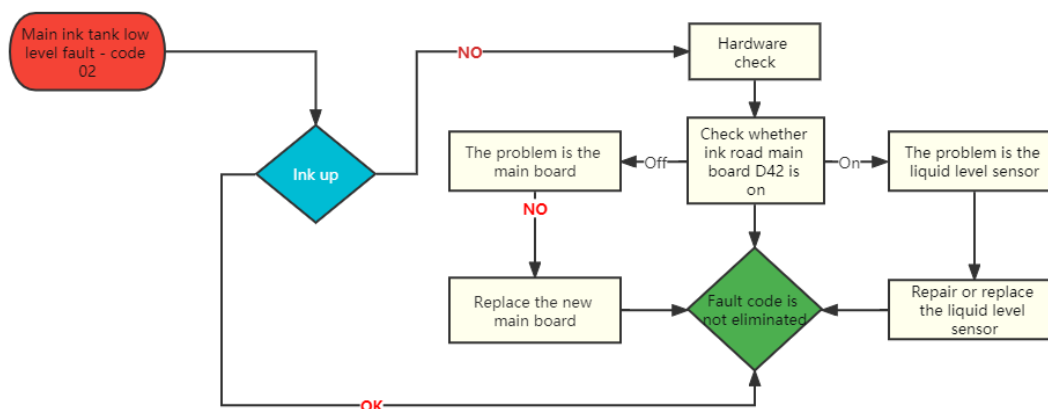 Main ink tank low
level fault - code
02
NO
Hardware
check
Ink up
The problem is the
main board
Off
Check whether
ink road main
board D42 is
on
On
The problem is the
liquid level sensor
NO
Replace the new
main board
Fault code is
not eliminated
Repair or replace
the liquid level
sensor
OK